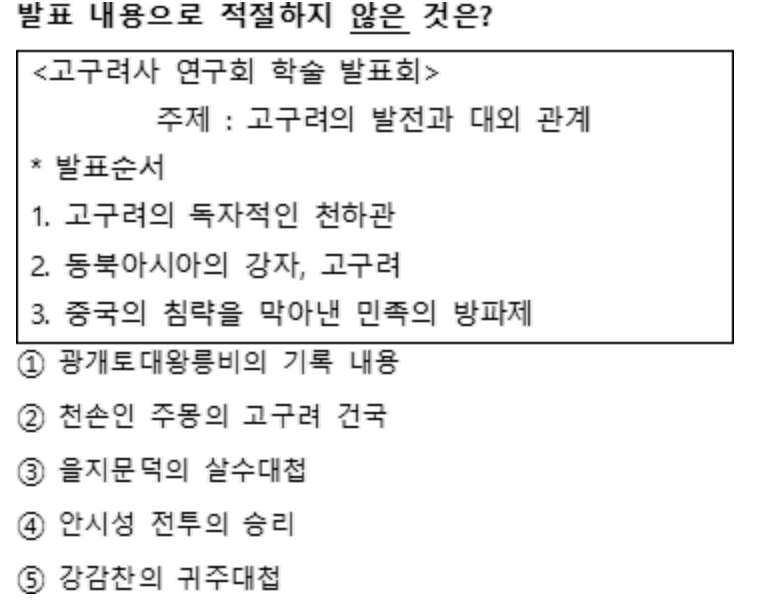 발표 내용으로 적절하지 않은 것은?
<고구려사 연구회 학술 발표회>
주제 : 고구려의 발전과 대외 관계
* 발표순서
1. 고구려의 독자적인 천하관
2. 동북아시아의 강자, 고구려
3. 중국의 침략을 막아낸 민족의 방파제
① 광개토대왕릉비의 기록 내용
② 천손인 주몽의 고구려 건국
③ 을지문덕의 살수대첩
④ 안시성 전투의 승리
⑤ 강감찬의 귀주대첩